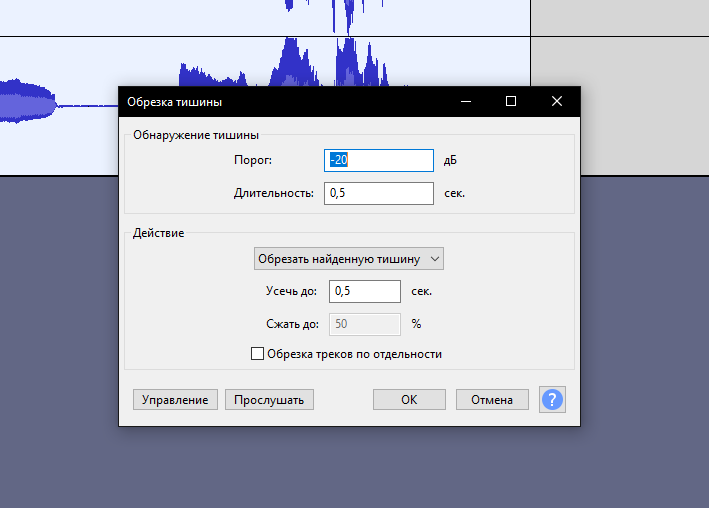 Обрезка тишины
Обнаружение тишины
Порог: -20 дБ
Длительность: 0,5 сек.
Действие
Обрезать найденную тишину
Усечь до: 0,5 сек.
Сжать до: 50 %
Обрезка треков по отдельности
Управление Прослушать ОК Отмена ?